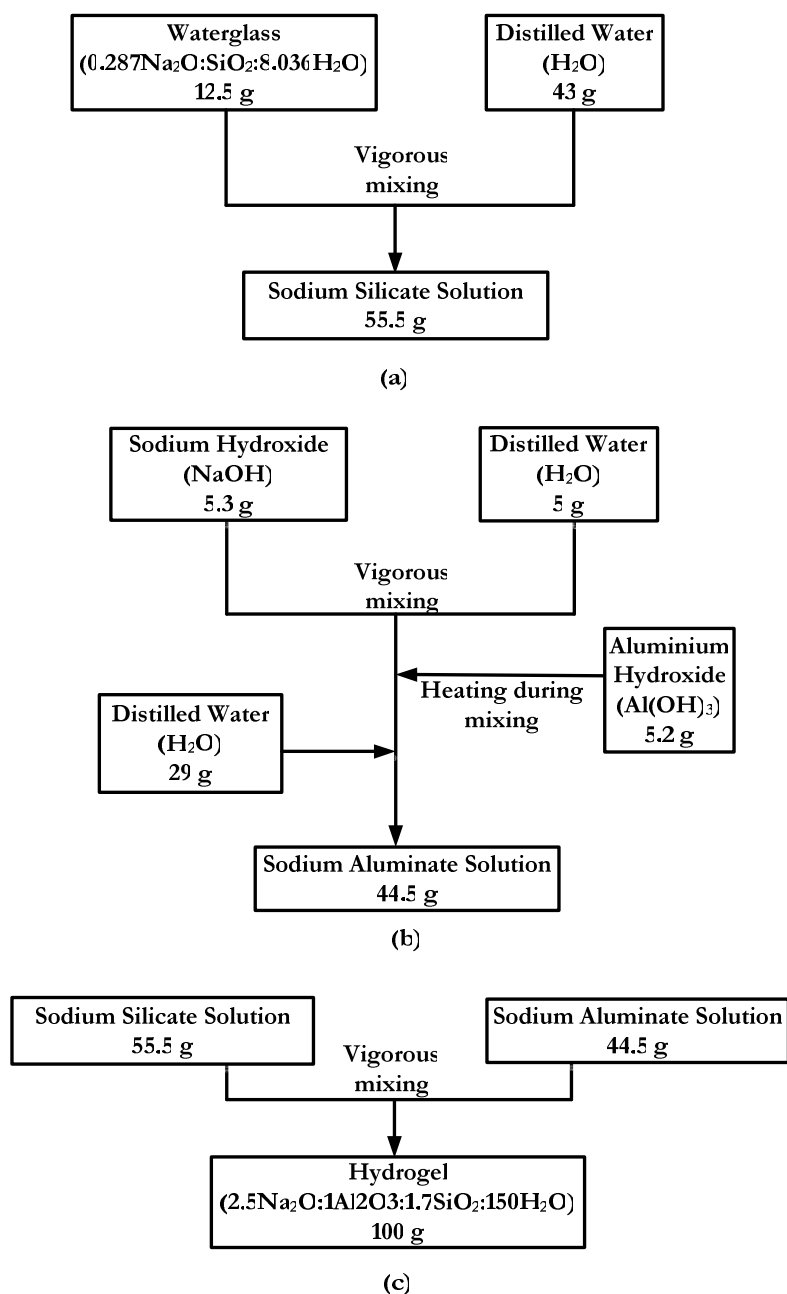 Waterglass
(0.287Na₂O:SiO₂:8.036H₂O)
12.5 g
Distilled Water
(H₂O)
43 g
Vigorous
mixing
Sodium Silicate Solution
55.5 g
(a)
Sodium Hydroxide
(NaOH)
5.3 g
Distilled Water
(H₂O)
5 g
Vigorous
mixing
Aluminium
Hydroxide
(Al(OH)₃)
5.2 g
Heating during
mixing
Distilled Water
(H₂O)
29 g
Sodium Aluminate Solution
44.5 g
(b)
Sodium Silicate Solution
55.5 g
Sodium Aluminate Solution
44.5 g
Vigorous
mixing
Hydrogel
(2.5Na₂O:1Al2O3:1.7SiO₂:150H₂O)
100 g
(c)